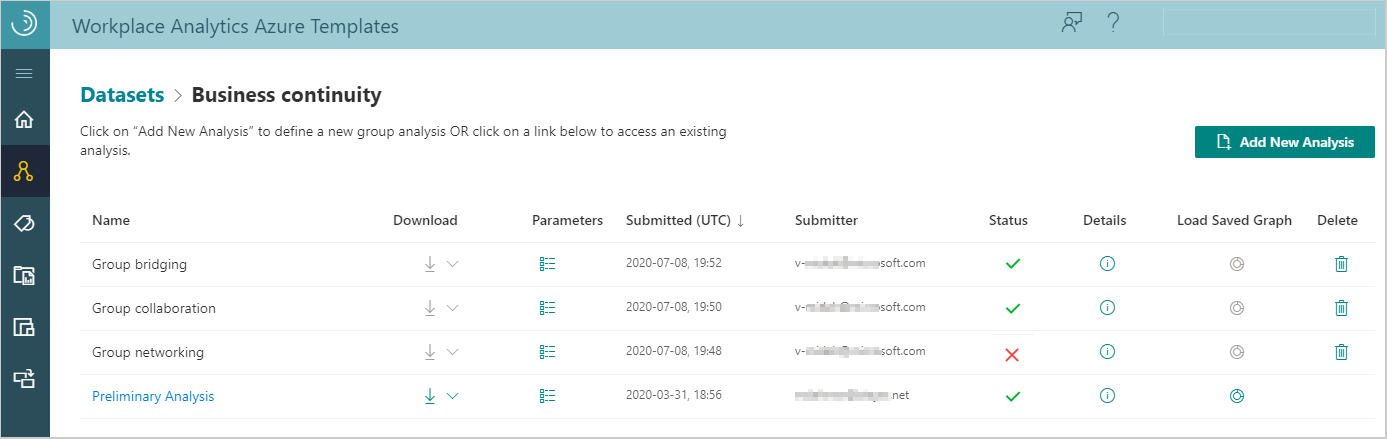 Workplace Analytics Azure Templates
Datasets > Business continuity
Click on “Add New Analysis” to define a new group analysis OR click on a link below to access an existing
analysis.
Add New Analysis
Name Download Parameters Submitted (UTC) ↓ Submitter Status Details Load Saved Graph Delete
Group bridging 2020-07-08, 19:52 v- soft.com
Group collaboration 2020-07-08, 19:50 v- soft.com
Group networking 2020-07-08, 19:48 v- soft.com
Preliminary Analysis 2020-03-31, 18:56 .net